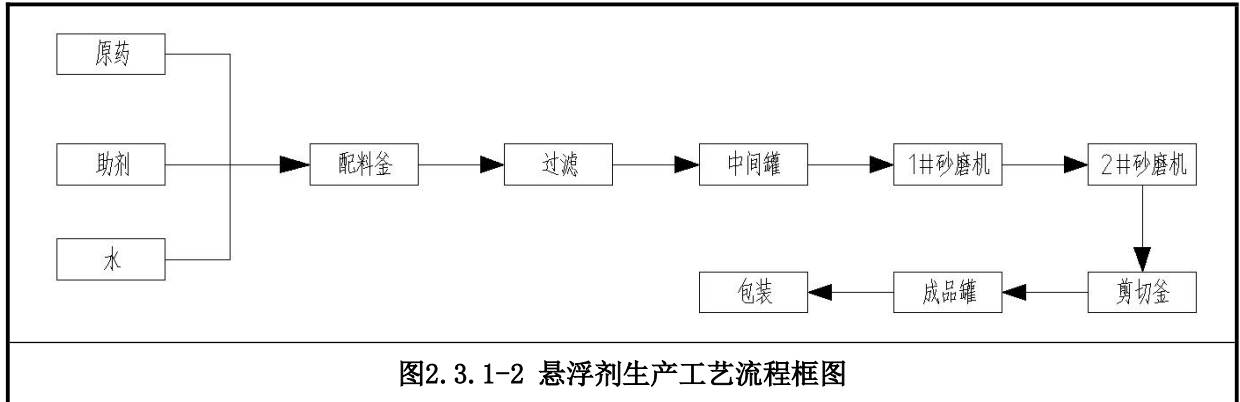 原药
助剂
水
配料釜
过滤
中间罐
1#砂磨机
2#砂磨机
剪切釜
成品罐
包装
图2.3.1-2 悬浮剂生产工艺流程框图